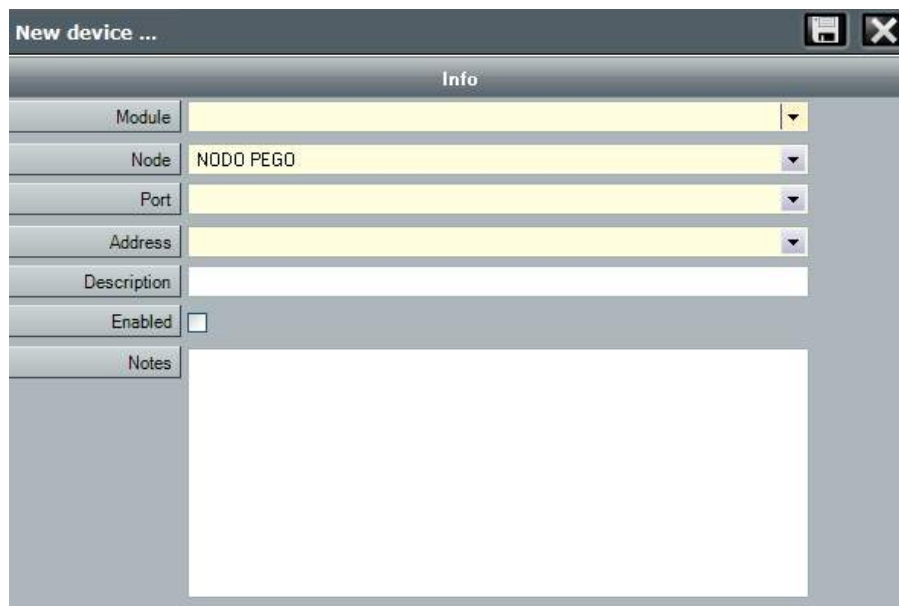 New device ...
Info
Module
Node NODO PEGO
Port
Address
Description
Enabled
Notes